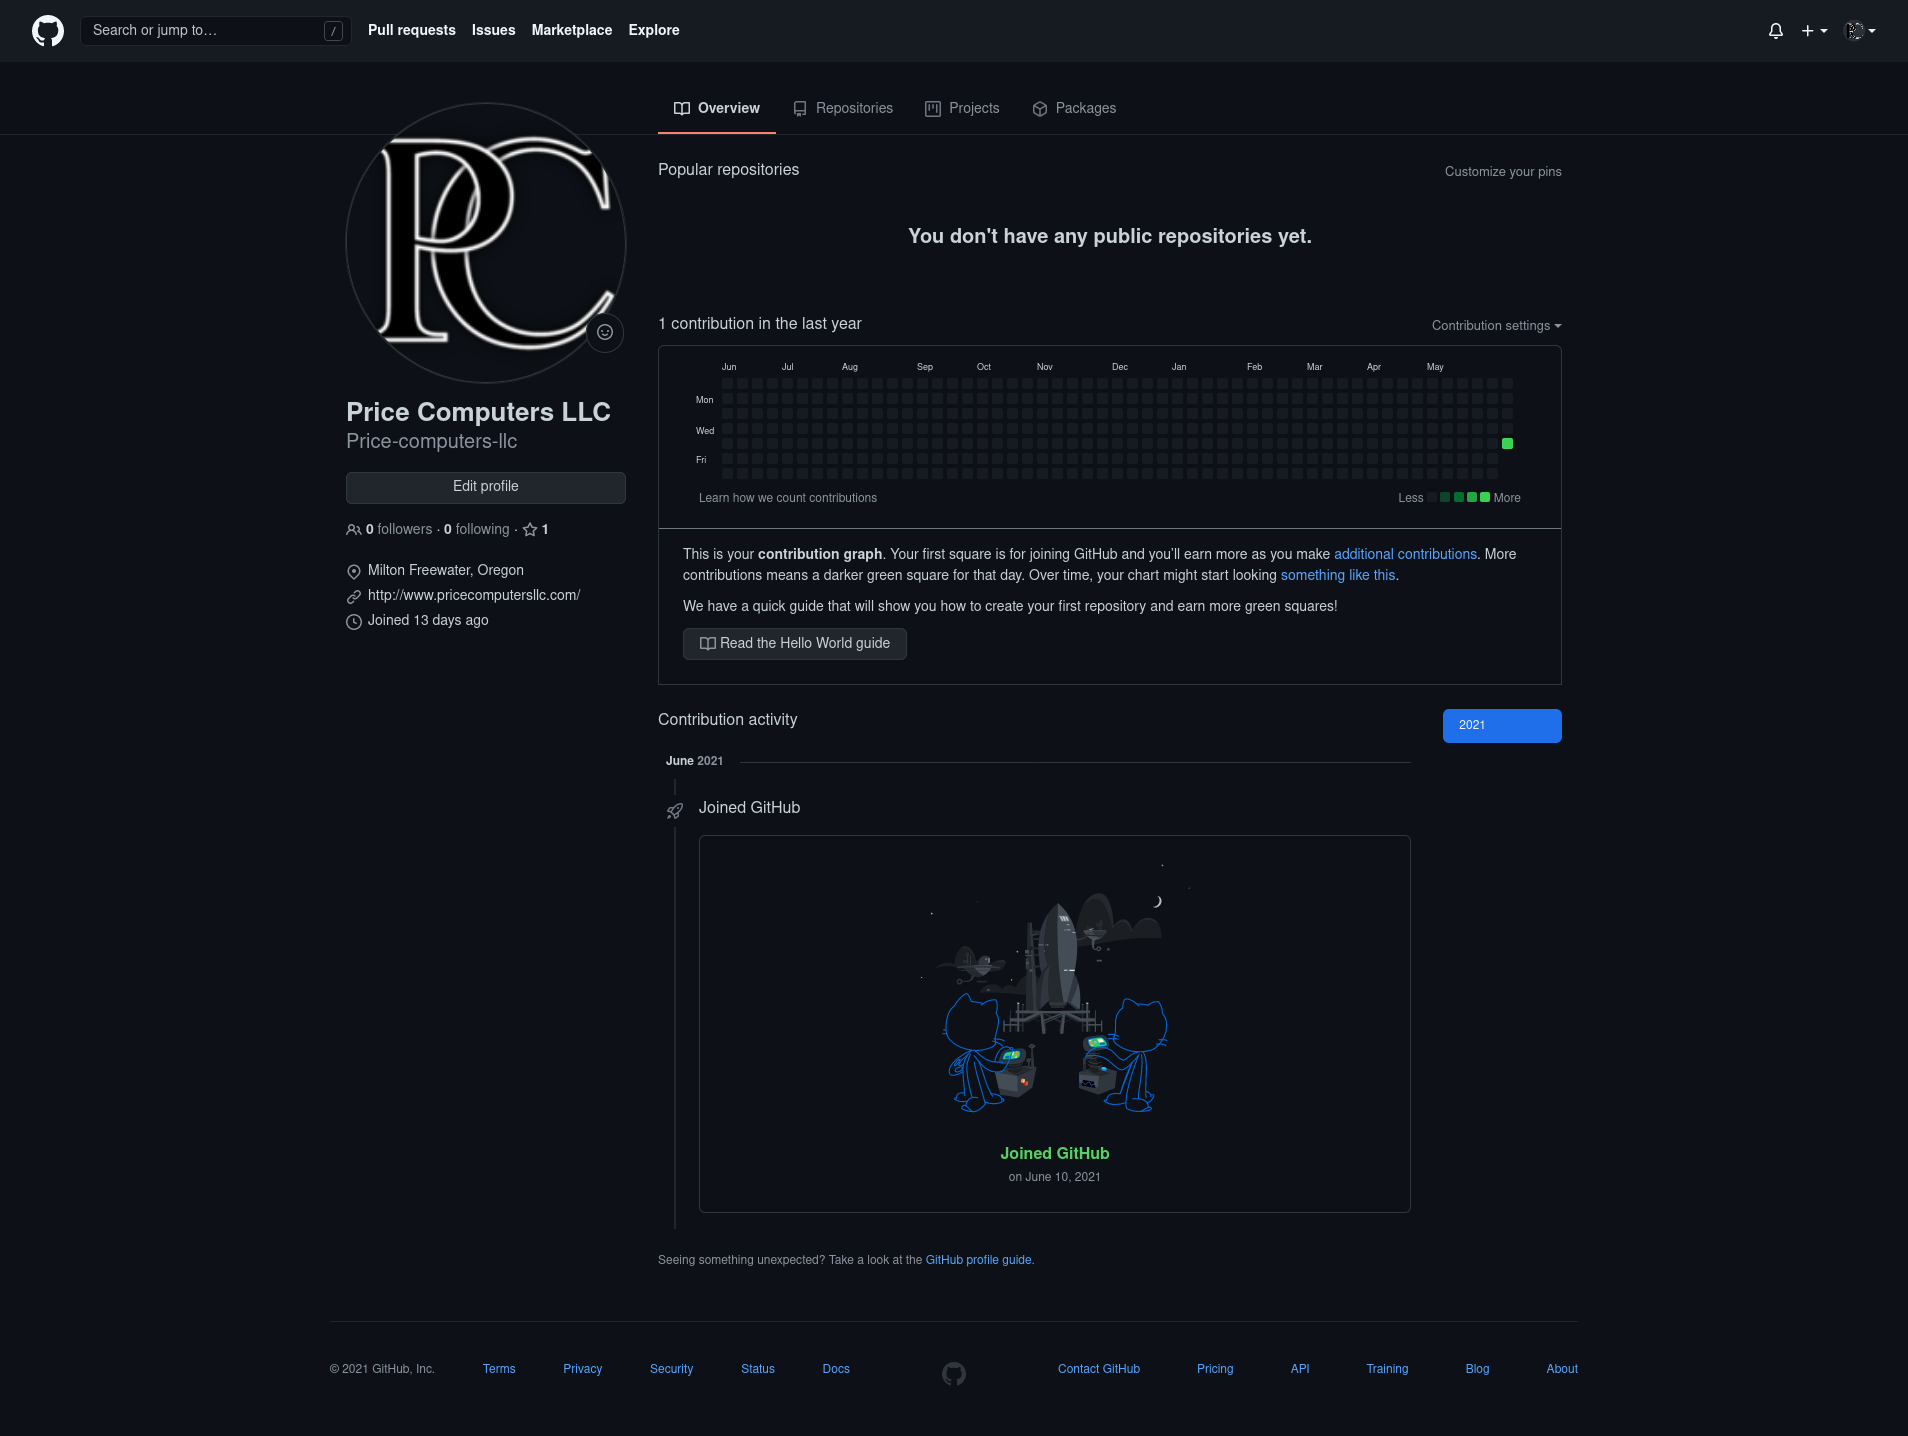 Search or jump to…
/
Pull requests
Issues
Marketplace
Explore
Overview
Repositories
Projects
Packages
PC
Price Computers LLC
Price-computers-llc
Edit profile
0 followers · 0 following · 1
Milton Freewater, Oregon
http://www.pricecomputersllc.com/
Joined 13 days ago
Popular repositories
Customize your pins
You don't have any public repositories yet.
1 contribution in the last year
Contribution settings
Jun Jul Aug Sep Oct Nov Dec Jan Feb Mar Apr May
Mon
Wed
Fri
Learn how we count contributions
Less More
This is your contribution graph. Your first square is for joining GitHub and you'll earn more as you make additional contributions. More
contributions means a darker green square for that day. Over time, your chart might start looking something like this.
We have a quick guide that will show you how to create your first repository and earn more green squares!
Read the Hello World guide
Contribution activity
2021
June 2021
Joined GitHub
Joined GitHub
on June 10, 2021
Seeing something unexpected? Take a look at the GitHub profile guide.
© 2021 GitHub, Inc.
Terms
Privacy
Security
Status
Docs
Contact GitHub
Pricing
API
Training
Blog
About